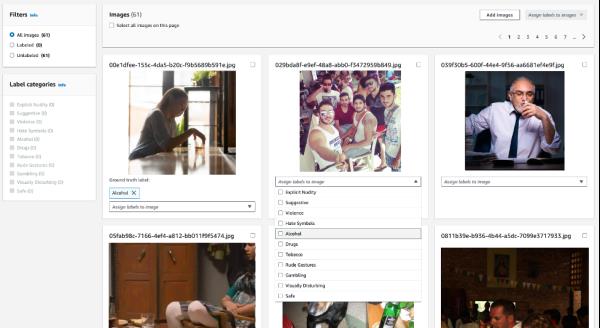 Filters Info
All images (61)
Labeled (0)
Unlabeled (61)
Label categories Info
Explicit Nudity (0)
Suggestive (0)
Violence (0)
Hate Symbols (0)
Alcohol (0)
Drugs (0)
Tobacco (0)
Rude Gestures (0)
Gambling (0)
Visually Disturbing (0)
Safe (0)
Images (61)
Select all images on this page
Add images
Assign labels to images
< 1 2 3 4 5 6 7 ... >
00e1dfee-155c-4da5-b20c-f9b5689b591e.jpg
Ground truth label:
Alcohol X
Assign labels to image
029bda8f-e9ef-48a8-abb0-f3472959b849.jpg
Assign labels to image
Explicit Nudity
Suggestive
Violence
Hate Symbols
Alcohol
Drugs
Tobacco
Rude Gestures
Gambling
Visually Disturbing
Safe
039f30b5-600f-44e4-9f56-aa6681ef4e9f.jpg
Assign labels to image
05fab98c-7166-4ef4-a812-bb011f9f5474.jpg
0811b39e-b936-4b44-a5dc-7099e3717933.jpg